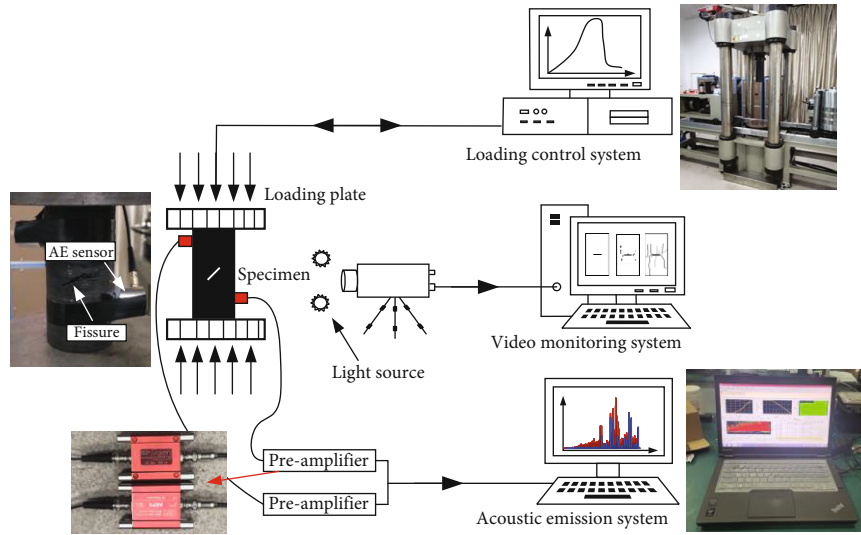 Loading control system
Loading plate
AE sensor
Specimen
Fissure
Video monitoring system
Light source
Pre-amplifier
Pre-amplifier
Acoustic emission system